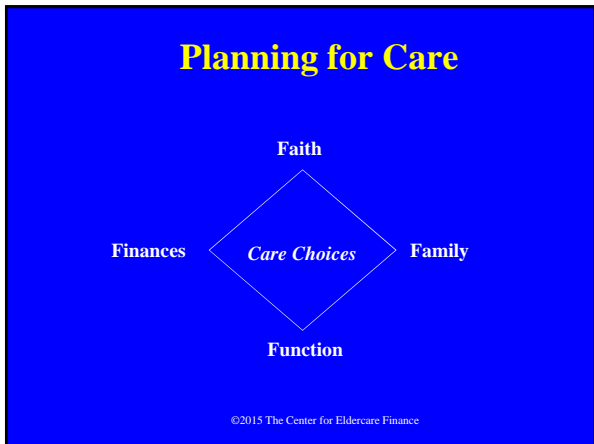 Planning for Care
Faith
Finances
Care Choices
Family
Function
©2015 The Center for Eldercare Finance